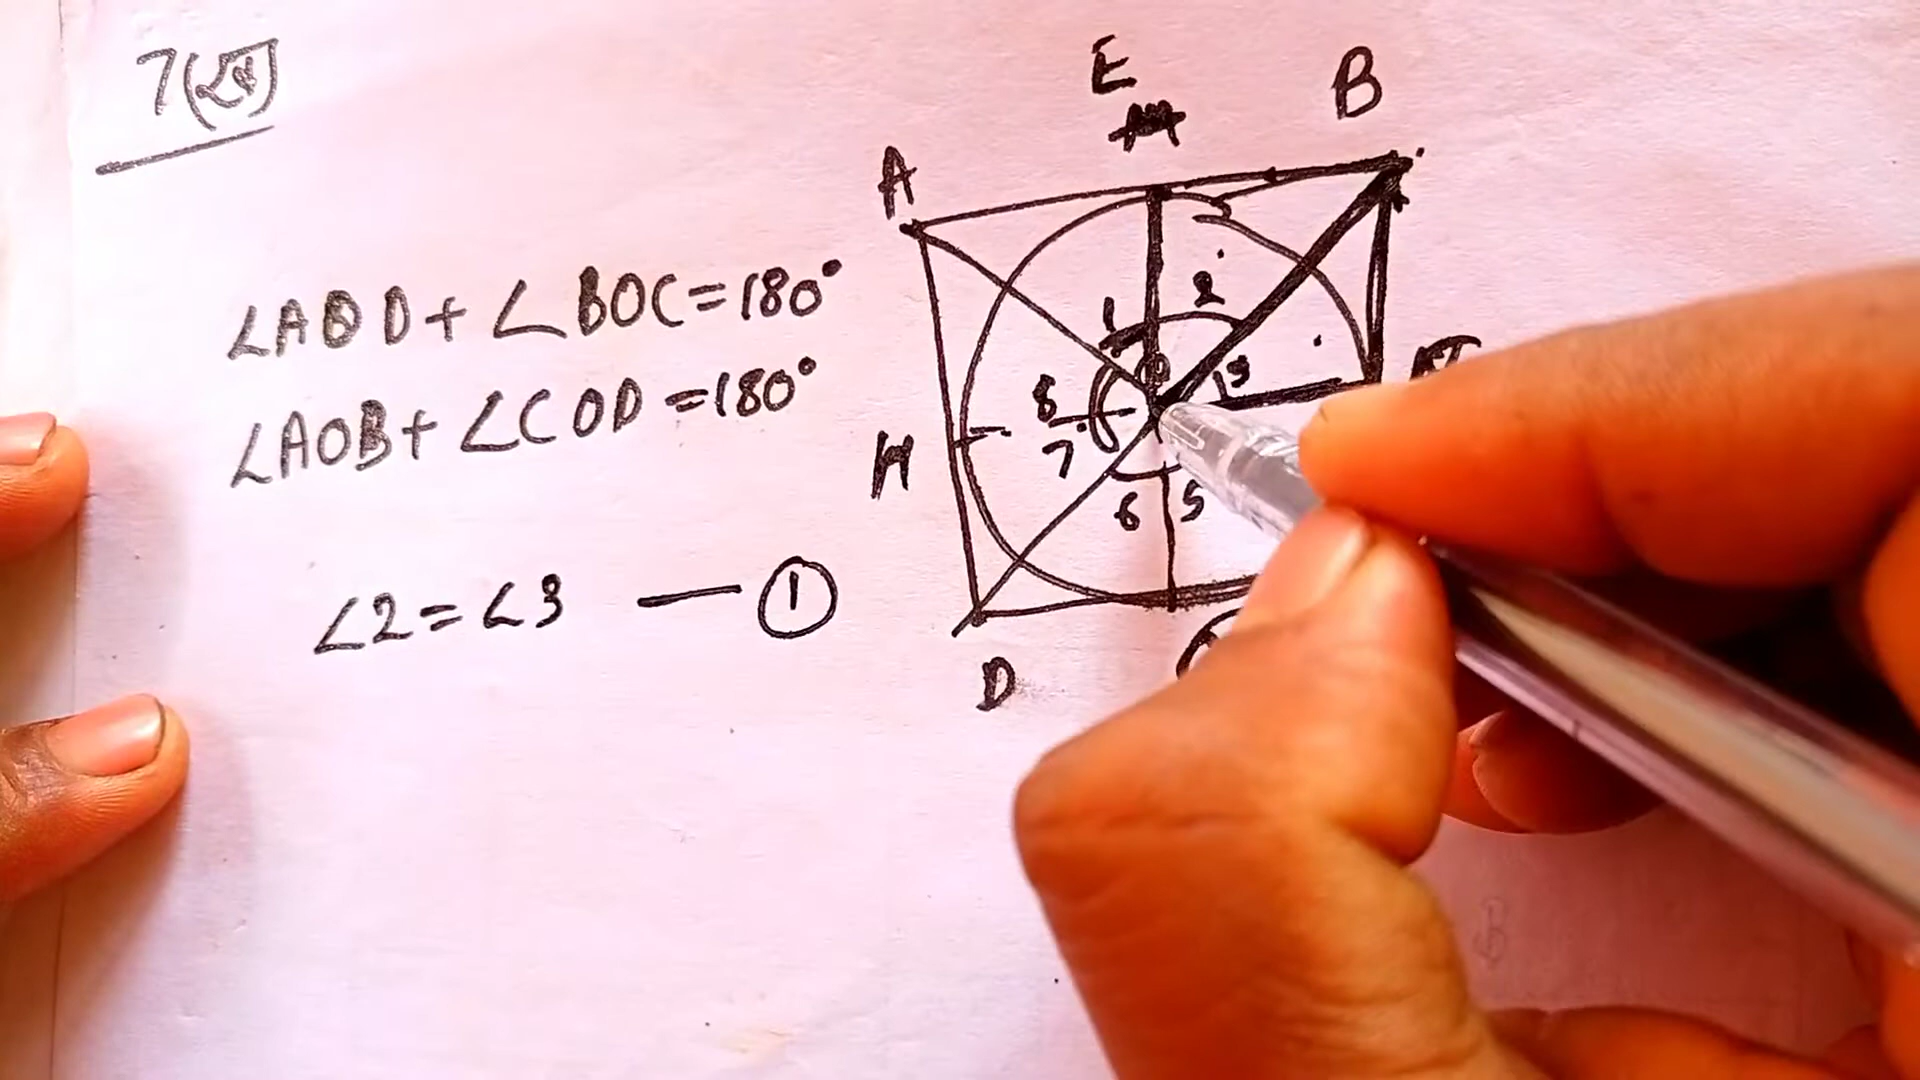 7(ख)
E
B
A
∠AOD + ∠BOC = 180°
∠AOB + ∠COD = 180°
1
2
3
8
7
6
5
H
∠2 = ∠3 — ①
D